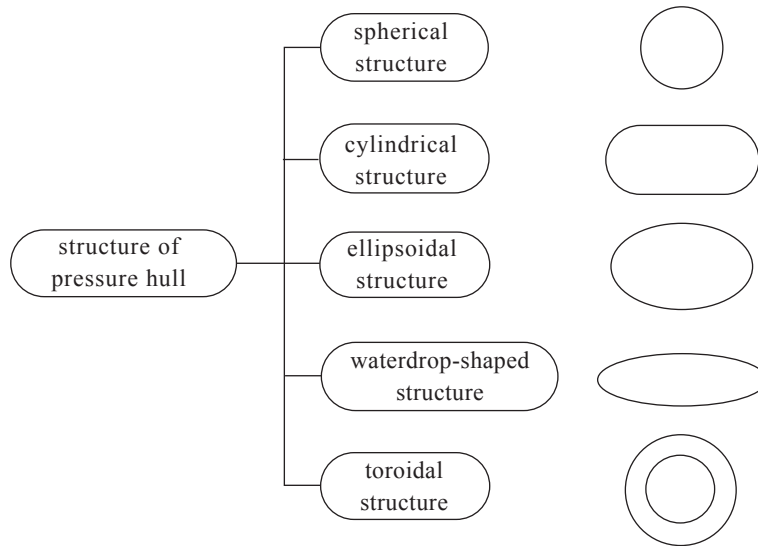 spherical
structure
cylindrical
structure
structure of
pressure hull
ellipsoidal
structure
waterdrop-shaped
structure
toroidal
structure